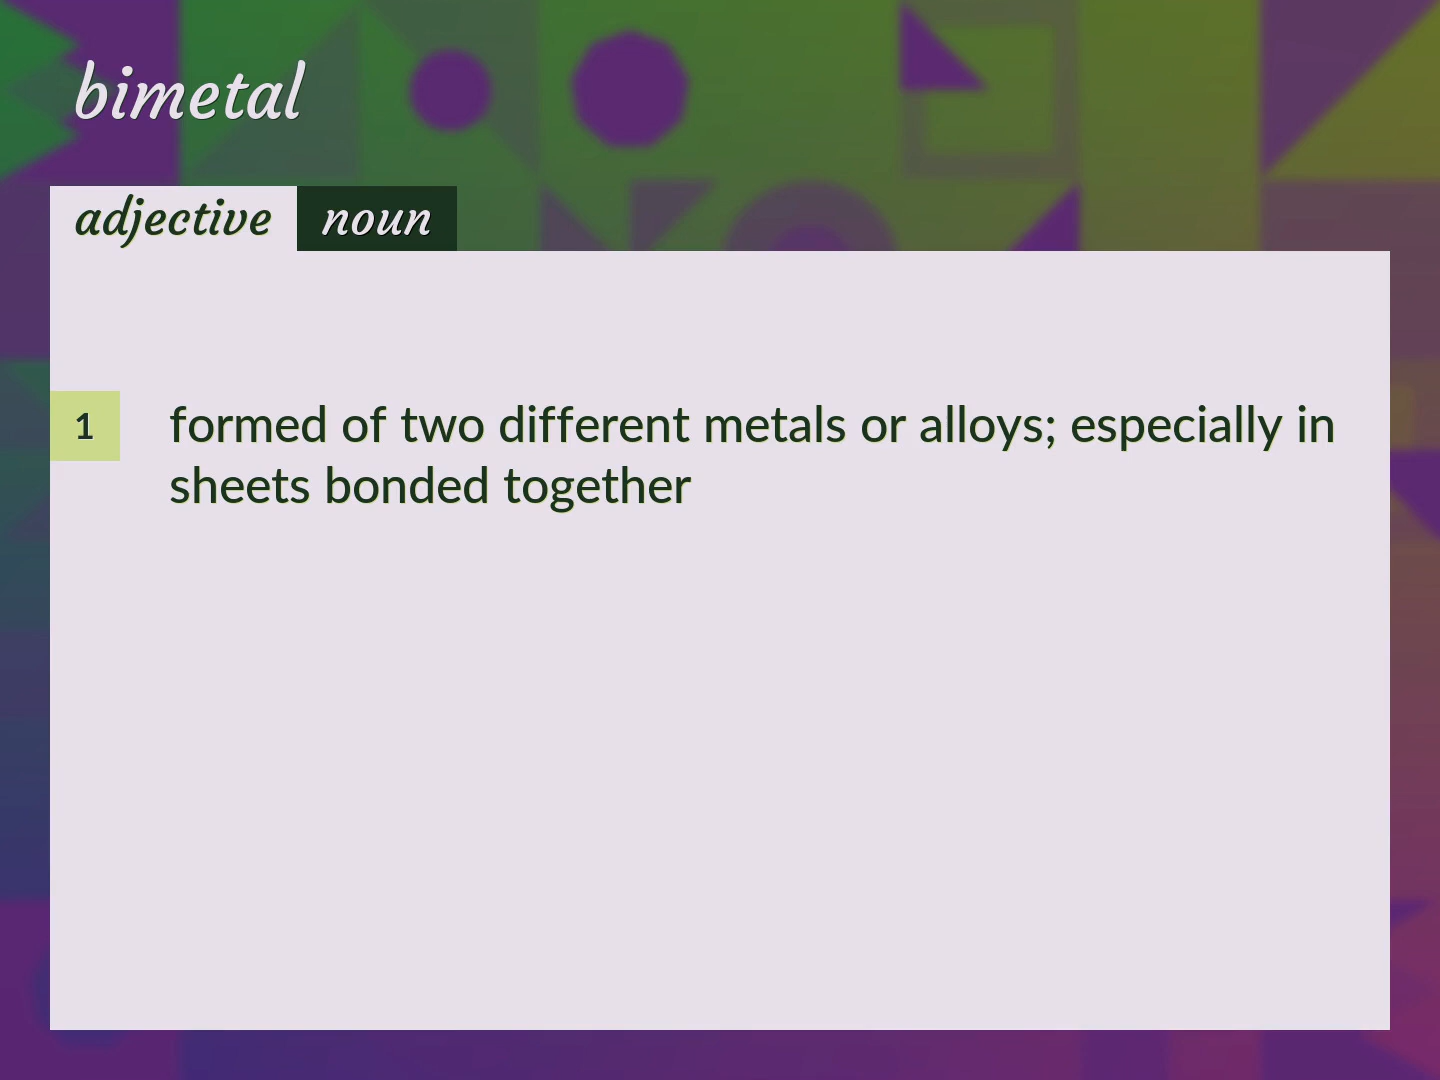 bimetal
adjective noun
1 formed of two different metals or alloys; especially in
sheets bonded together